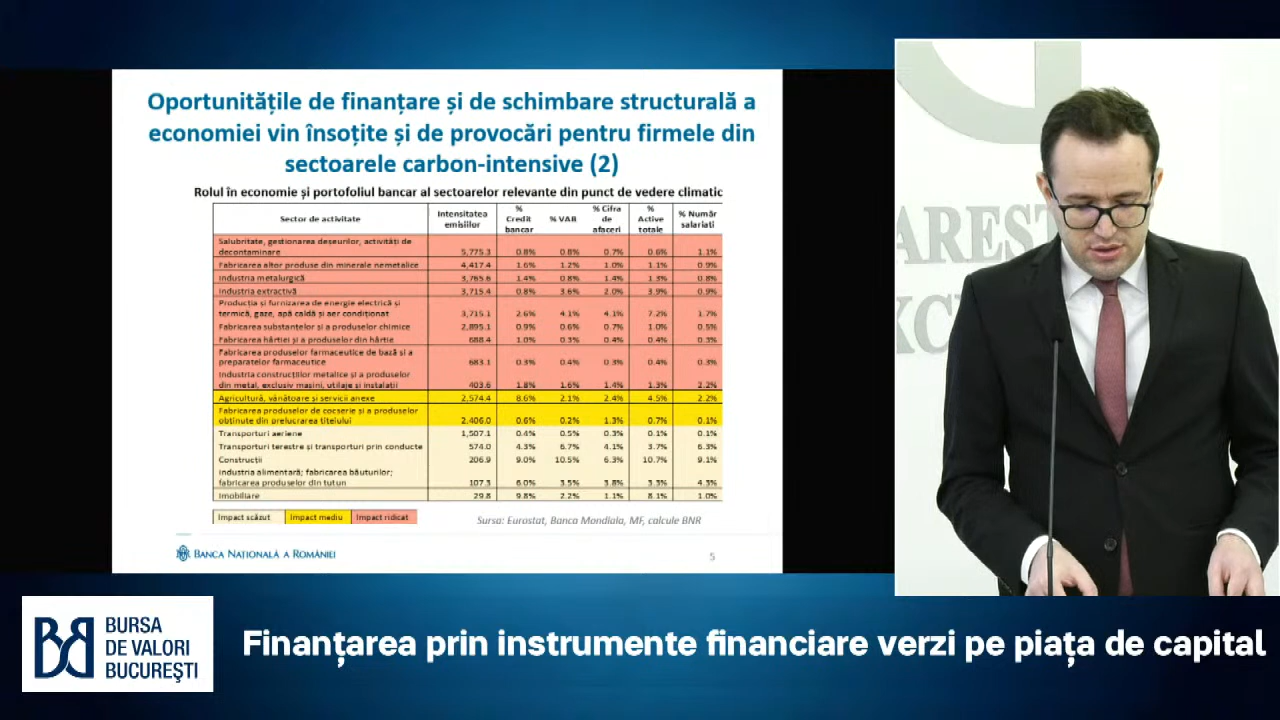 Oportunitățile de finanțare și de schimbare structurală a
economiei vin însoțite și de provocări pentru firmele din
sectoarele carbon-intensive (2)
Rolul în economie și portofoliul bancar al sectoarelor relevante din punct de vedere climatic
Sector de activitate | Intensitatea emisiilor | % Credit bancar | % VAB | % Cifra de afaceri | % Active totale | % Număr salariați
Salubritate, gestionarea deșeurilor, activități de
decontaminare 5,775.3 0.8% 0.8% 0.7% 0.6% 1.1%
Fabricarea altor produse din minerale nemetalice 4,417.4 1.6% 1.2% 1.0% 1.1% 0.9%
Industria metalurgică 3,765.6 1.4% 0.8% 1.4% 1.3% 0.8%
Industria extractivă 3,715.4 0.8% 3.6% 2.0% 3.9% 0.9%
Producția și furnizarea de energie electrică și
termică, gaze, apă caldă și aer condiționat 3,715.1 2.6% 4.1% 4.1% 7.2% 1.7%
Fabricarea substanțelor și a produselor chimice 2,895.1 0.9% 0.6% 0.7% 1.0% 0.5%
Fabricarea hârtiei și a produselor din hârtie 688.4 1.0% 0.3% 0.4% 0.4% 0.3%
Fabricarea produselor farmaceutice de bază și a
preparatelor farmaceutice 683.1 0.3% 0.4% 0.3% 0.4% 0.3%
Industria construcțiilor metalice și a produselor
din metal, exclusiv mașini, utilaje și instalații 403.6 1.8% 1.6% 1.4% 1.3% 2.2%
Agricultură, vânătoare și servicii anexe 2,574.4 8.6% 2.1% 2.4% 4.5% 2.2%
Fabricarea produselor de cocserie și a produselor
obținute din prelucrarea țițeiului 2,406.0 0.6% 0.2% 1.3% 0.7% 0.1%
Transporturi aeriene 1,507.1 0.4% 0.5% 0.3% 0.1% 0.1%
Transporturi terestre și transporturi prin conducte 574.0 4.3% 6.7% 4.1% 3.7% 6.3%
Construcții 206.9 9.0% 10.5% 6.3% 10.7% 9.1%
Industria alimentară; fabricarea băuturilor;
fabricarea produselor din tutun 107.3 6.0% 3.5% 3.8% 3.3% 4.3%
Imobiliare 29.8 9.8% 2.2% 1.1% 8.1% 1.0%
Impact scăzut Impact mediu Impact ridicat
Sursa: Eurostat, Banca Mondiala, MF, calcule BNR
BANCA NAȚIONALĂ A ROMÂNIEI
5
BURSA
DE VALORI
BUCUREȘTI
Finanțarea prin instrumente financiare verzi pe piața de capital